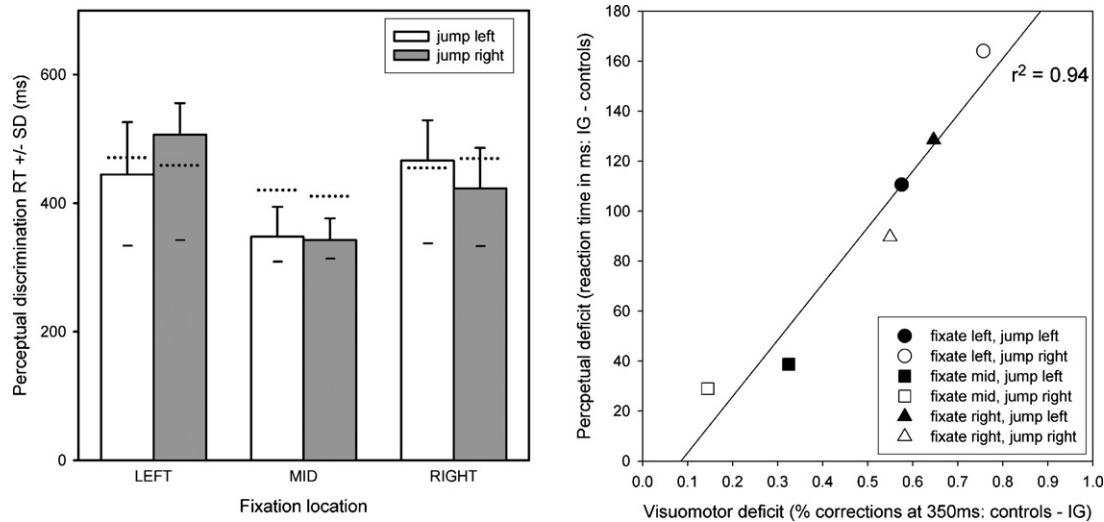 Perceptual discrimination RT +/- SD (ms)
600
400
200
0
jump left
jump right
LEFT
MID
RIGHT
Fixation location
Percpetual deficit (reaction time in ms: IG - controls)
180
160
140
120
100
80
60
40
20
0
r² = 0.94
fixate left, jump left
fixate left, jump right
fixate mid, jump left
fixate mid, jump right
fixate right, jump left
fixate right, jump right
0.0 0.1 0.2 0.3 0.4 0.5 0.6 0.7 0.8 0.9 1.0
Visuomotor deficit (% corrections at 350ms: controls - IG)